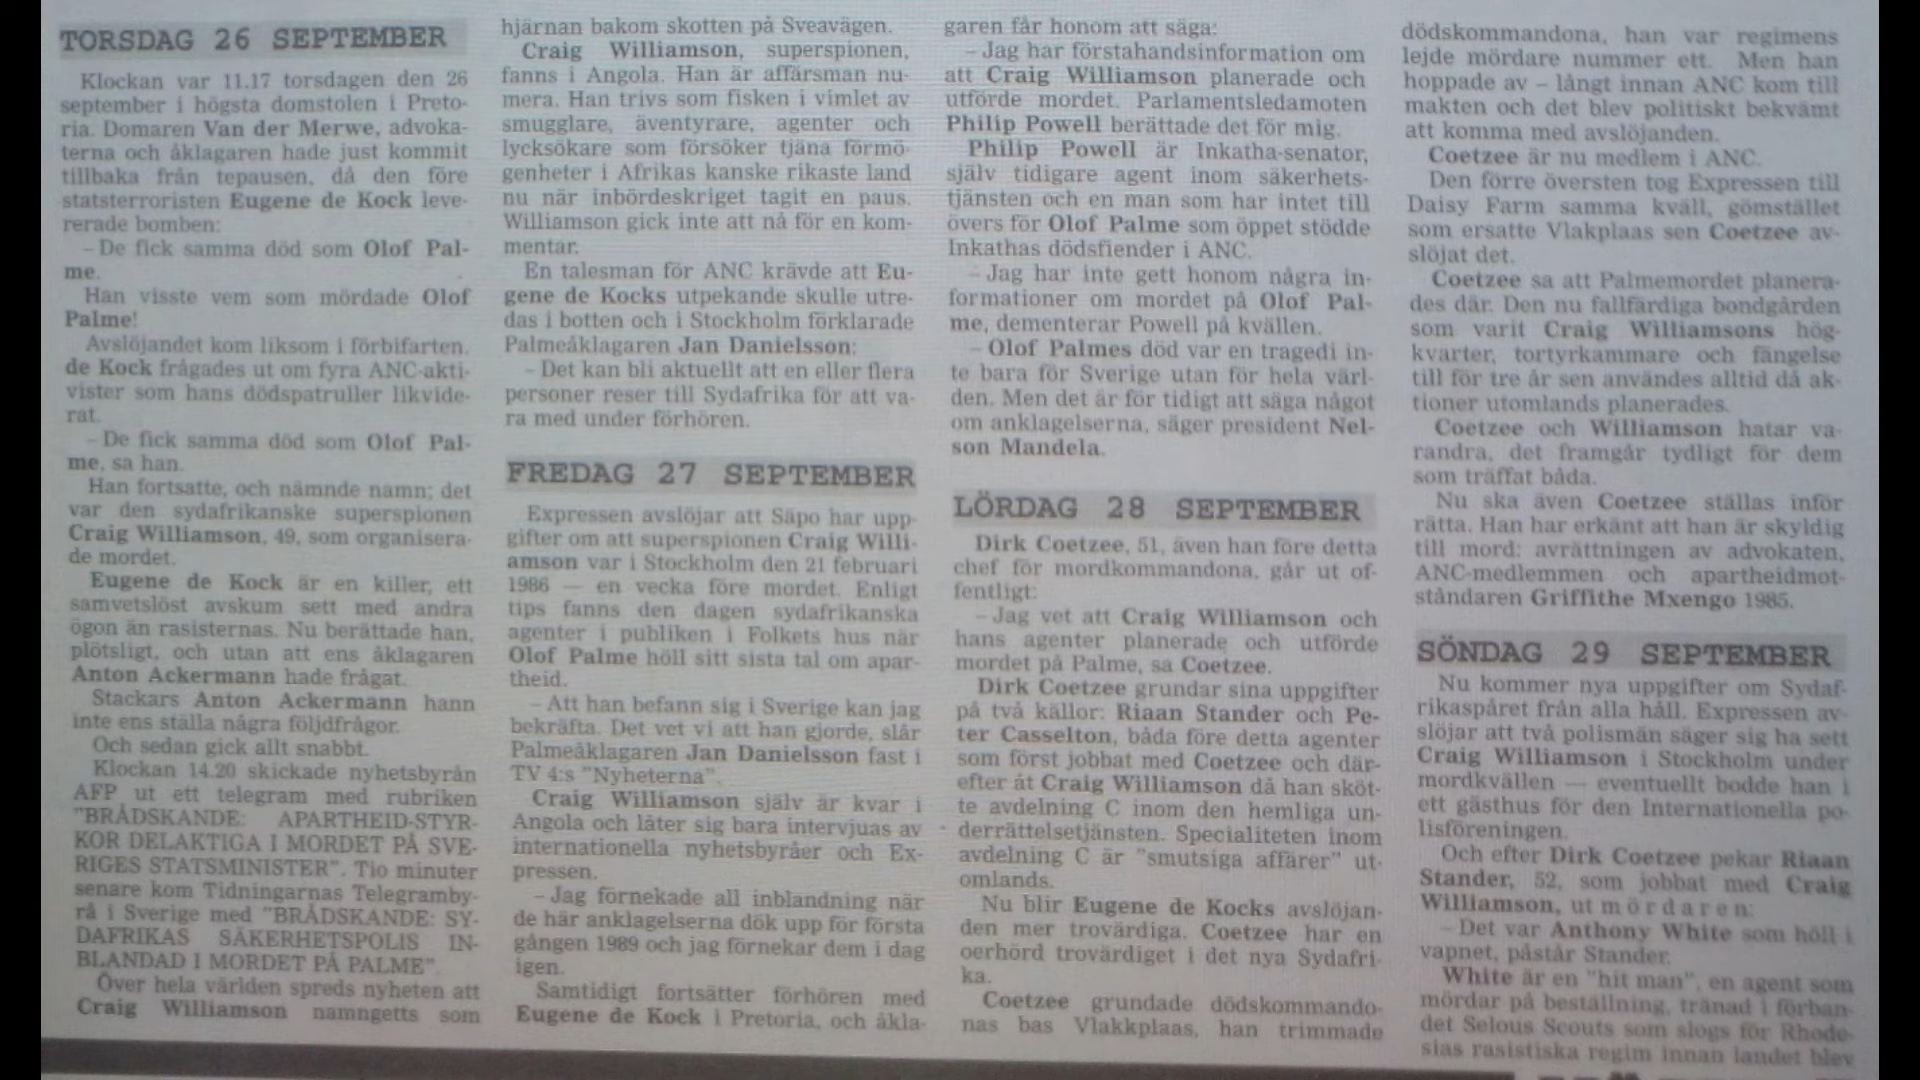 TORSDAG 26 SEPTEMBER
Klockan var 11.17 torsdagen den 26
september i högsta domstolen i Preto-
ria. Domaren Van der Merwe, advoka-
terna och åklagaren hade just kommit
tillbaka från tepausen, då den före
statsterroristen Eugene de Kock leve-
rerade bomben:
– De fick samma död som Olof Pal-
me.
Han visste vem som mördade Olof
Palme!
Avslöjandet kom liksom i förbifarten.
de Kock frågades ut om fyra ANC-akti-
vister som hans dödspatruller likvide-
rat.
– De fick samma död som Olof Pal-
me, sa han.
Han fortsatte, och nämnde namn; det
var den sydafrikanske superspionen
Craig Williamson, 49, som organisera-
de mordet.
Eugene de Kock är en killer, ett
samvetslöst avskum sett med andra
ögon än rasisternas. Nu berättade han,
plötsligt, och utan att ens åklagaren
Anton Ackermann hade frågat.
Stackars Anton Ackermann hann
inte ens ställa några följdfrågor.
Och sedan gick allt snabbt.
Klockan 14.20 skickade nyhetsbyrån
AFP ut ett telegram med rubriken
"BRÅDSKANDE: APARTHEID-STYR-
KOR DELAKTIGA I MORDET PÅ SVE-
RIGES STATSMINISTER". Tio minuter
senare kom Tidningarnas Telegramby-
rå i Sverige med "BRÅDSKANDE: SY-
DAFRIKAS SÄKERHETSPOLIS IN-
BLANDAD I MORDET PÅ PALME"
Över hela världen spreds nyheten att
Craig Williamson namngetts som
hjärnan bakom skotten på Sveavägen.
Craig Williamson, superspionen,
fanns i Angola. Han är affärsman nu-
mera. Han trivs som fisken i vimlet av
smugglare, äventyrare, agenter och
lycksökare som försöker tjäna förmö-
genheter i Afrikas kanske rikaste land
nu när inbördeskriget tagit en paus.
Williamson gick inte att nå för en kom-
mentar.
En talesman för ANC krävde att Eu-
gene de Kocks utpekande skulle utre-
das i botten och i Stockholm förklarade
Palmeåklagaren Jan Danielsson:
– Det kan bli aktuellt att en eller flera
personer reser till Sydafrika för att va-
ra med under förhören.
FREDAG 27 SEPTEMBER
Expressen avslöjar att Säpo har upp-
gifter om att superspionen Craig Willi-
amson var i Stockholm den 21 februari
1986 — en vecka före mordet. Enligt
tips fanns den dagen sydafrikanska
agenter i publiken i Folkets hus när
Olof Palme höll sitt sista tal om apar-
theid.
– Att han befann sig i Sverige kan jag
bekräfta. Det vet vi att han gjorde, slår
Palmeåklagaren Jan Danielsson fast i
TV 4:s "Nyheterna".
Craig Williamson själv är kvar i
Angola och låter sig bara intervjuas av
internationella nyhetsbyråer och Ex-
pressen.
– Jag förnekade all inblandning när
de här anklagelserna dök upp för första
gången 1989 och jag förnekar dem i dag
igen.
Samtidigt fortsätter förhören med
Eugene de Kock i Pretoria, och åkla-
garen får honom att säga:
– Jag har förstahandsinformation om
att Craig Williamson planerade och
utförde mordet. Parlamentsledamoten
Philip Powell berättade det för mig.
Philip Powell är Inkatha-senator,
själv tidigare agent inom säkerhets-
tjänsten och en man som har intet till
övers för Olof Palme som öppet stödde
Inkathas dödsfiender i ANC.
– Jag har inte gett honom några in-
formationer om mordet på Olof Pal-
me, dementerar Powell på kvällen.
– Olof Palmes död var en tragedi in-
te bara för Sverige utan för hela värl-
den. Men det är för tidigt att säga något
om anklagelserna, säger president Nel-
son Mandela.
LÖRDAG 28 SEPTEMBER
Dirk Coetzee, 51, även han före detta
chef för mordkommandona, går ut of-
fentligt:
– Jag vet att Craig Williamson och
hans agenter planerade och utförde
mordet på Palme, sa Coetzee.
Dirk Coetzee grundar sina uppgifter
på två källor: Riaan Stander och Pe-
ter Casselton, båda före detta agenter
som först jobbat med Coetzee och där-
efter åt Craig Williamson då han sköt-
te avdelning C inom den hemliga un-
derrättelsetjänsten. Specialiteten inom
avdelning C är "smutsiga affärer" ut-
omlands.
Nu blir Eugene de Kocks avslöjan-
den mer trovärdiga. Coetzee har en
oerhörd trovärdiget i det nya Sydafri-
ka.
Coetzee grundade dödskommando-
nas bas Vlakkplaas, han trimmade
dödskommandona, han var regimens
lejde mördare nummer ett. Men han
hoppade av – långt innan ANC kom till
makten och det blev politiskt bekvämt
att komma med avslöjanden.
Coetzee är nu medlem i ANC.
Den förre översten tog Expressen till
Daisy Farm samma kväll, gömstället
som ersatte Vlakplaas sen Coetzee av-
slöjat det.
Coetzee sa att Palmemordet planera-
des där. Den nu fallfärdiga bondgården
som varit Craig Williamsons hög-
kvarter, tortyrkammare och fängelse
till för tre år sen användes alltid då ak-
tioner utomlands planerades.
Coetzee och Williamson hatar va-
randra, det framgår tydligt för dem
som träffat båda.
Nu ska även Coetzee ställas inför
rätta. Han har erkänt att han är skyldig
till mord: avrättningen av advokaten,
ANC-medlemmen och apartheidmot-
ståndaren Griffithe Mxengo 1985.
SÖNDAG 29 SEPTEMBER
Nu kommer nya uppgifter om Sydaf-
rikaspåret från alla håll. Expressen av-
slöjar att två polismän säger sig ha sett
Craig Williamson i Stockholm under
mordkvällen — eventuellt bodde han i
ett gästhus för den Internationella po-
lisföreningen.
Och efter Dirk Coetzee pekar Riaan
Stander, 52, som jobbat med Craig
Williamson, ut mördaren:
– Det var Anthony White som höll i
vapnet, påstår Stander.
White är en "hit man", en agent som
mördar på beställning, tränad i förban-
det Selous Scouts som slogs för Rhode-
sias rasistiska regim innan landet blev